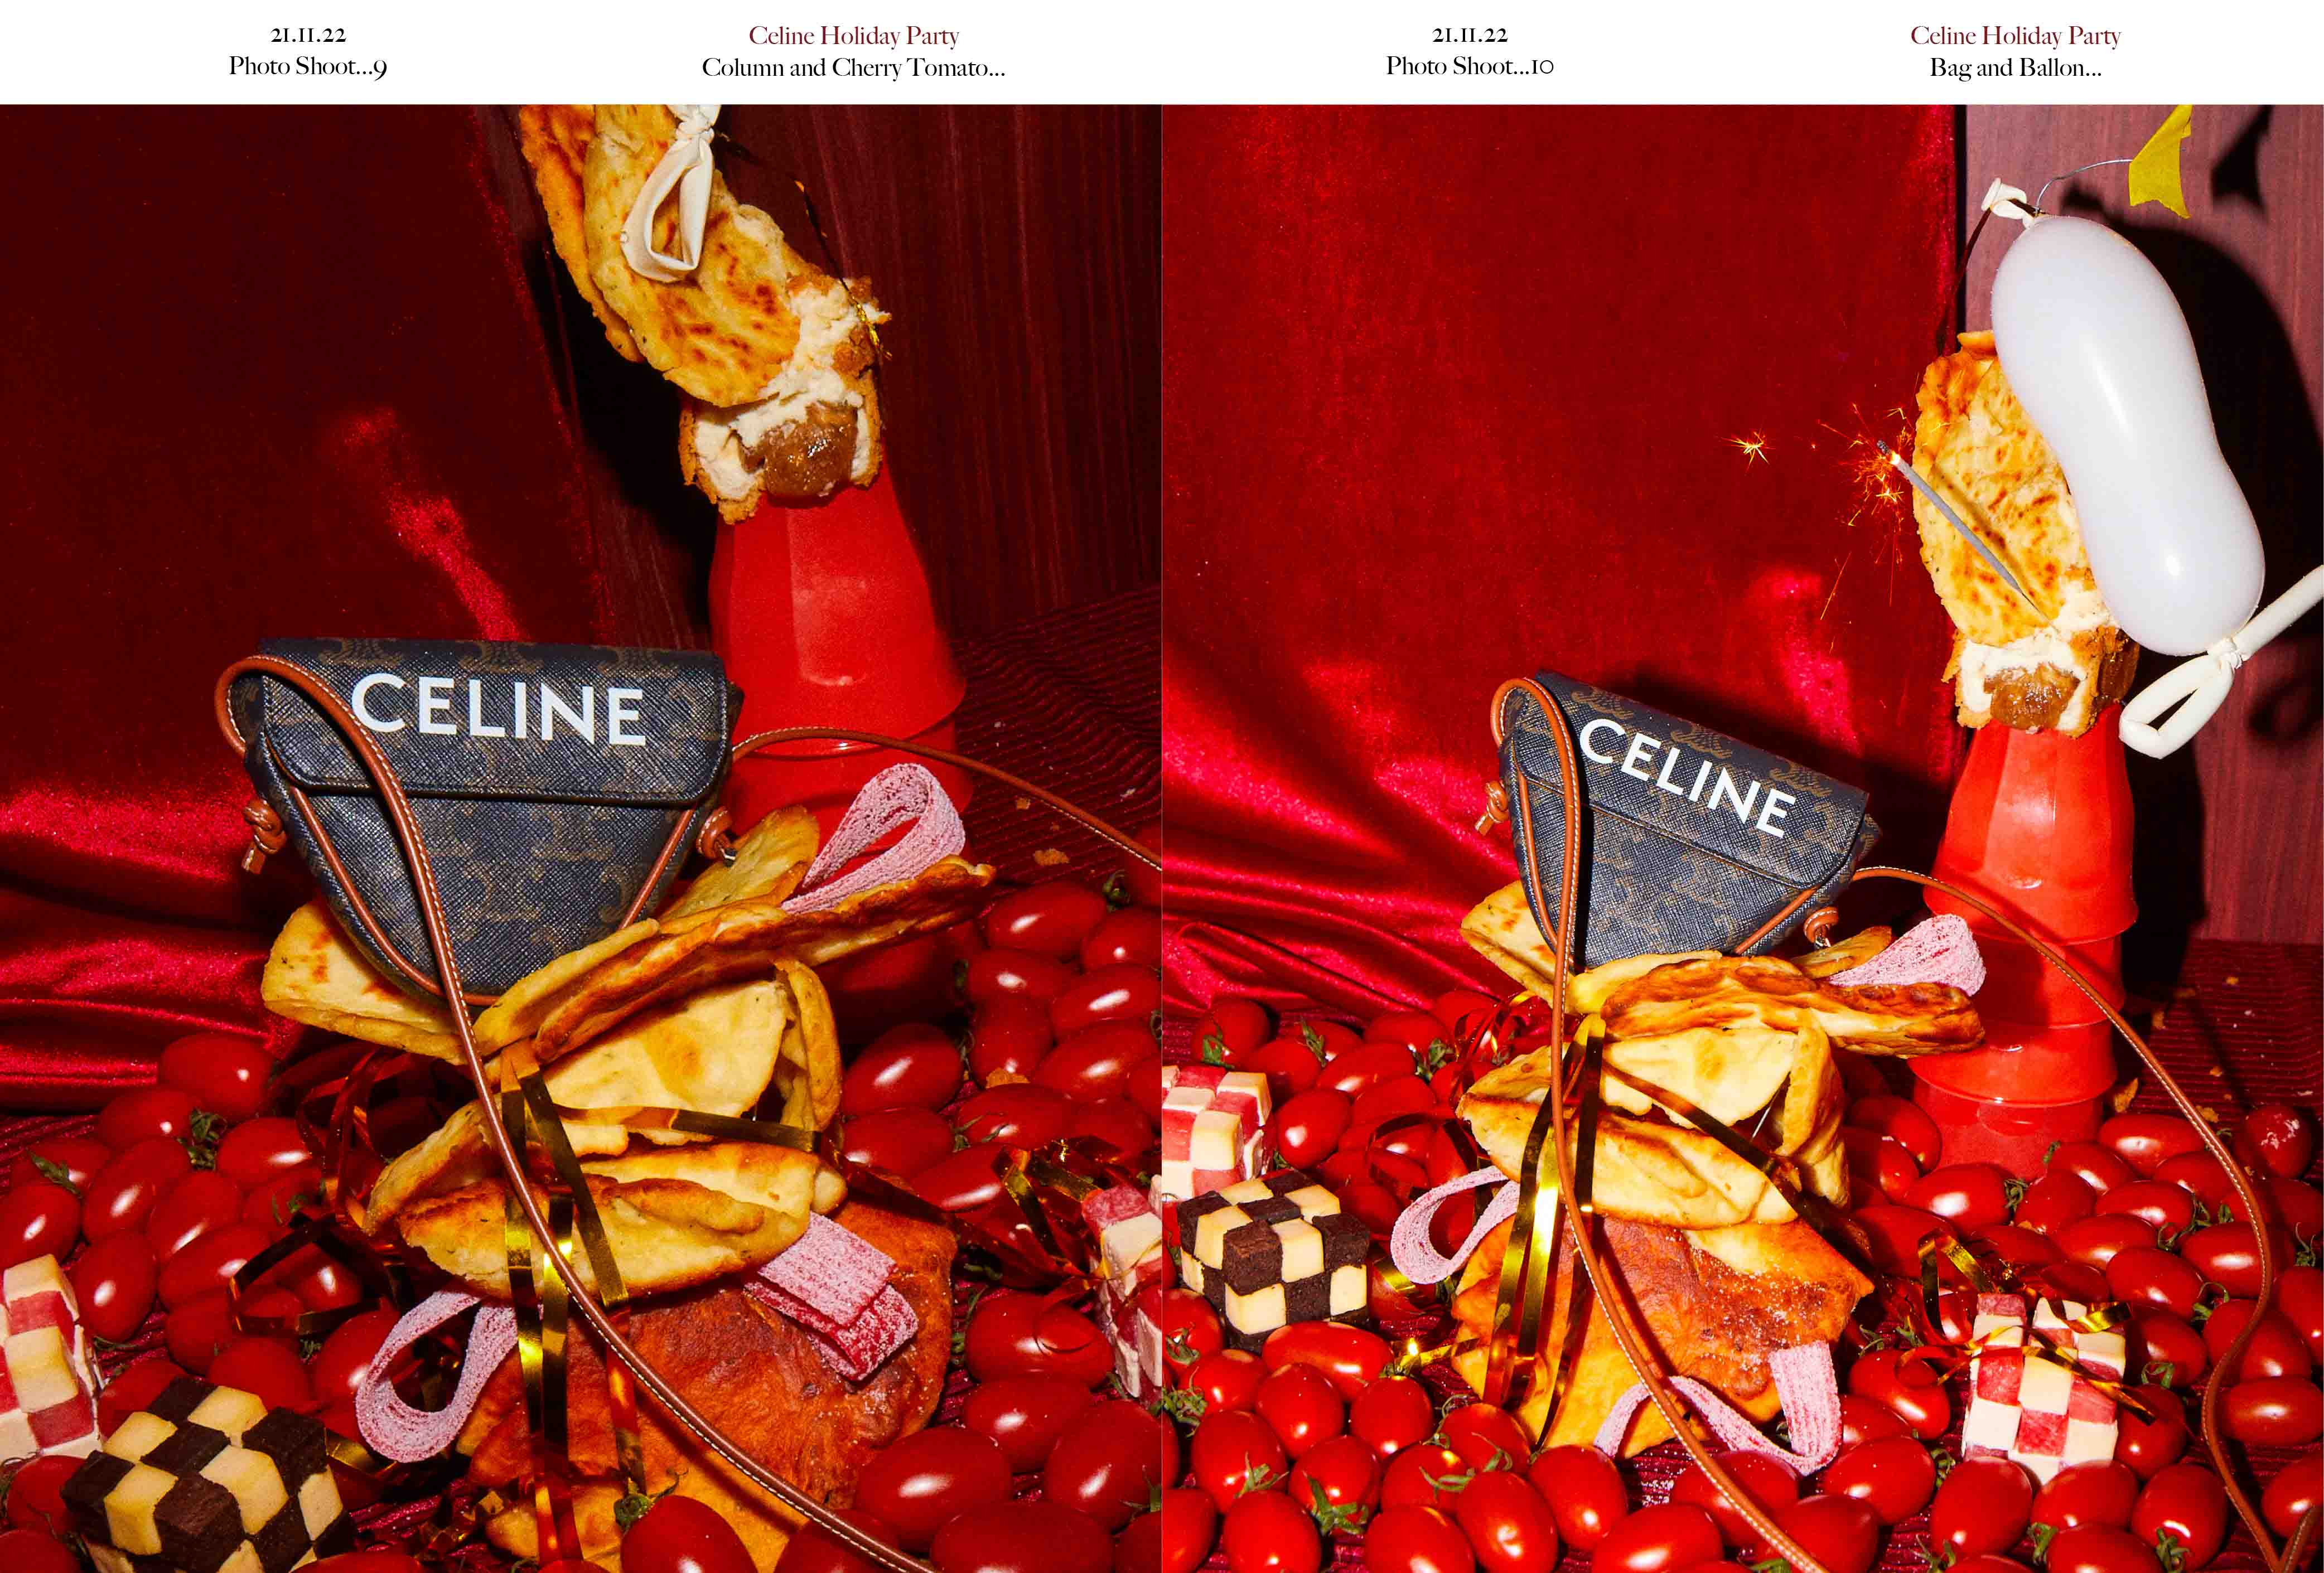 21.11.22
Photo Shoot...9
Celine Holiday Party
Column and Cherry Tomato...
21.11.22
Photo Shoot...10
Celine Holiday Party
Bag and Ballon...
CELINE
CELINE